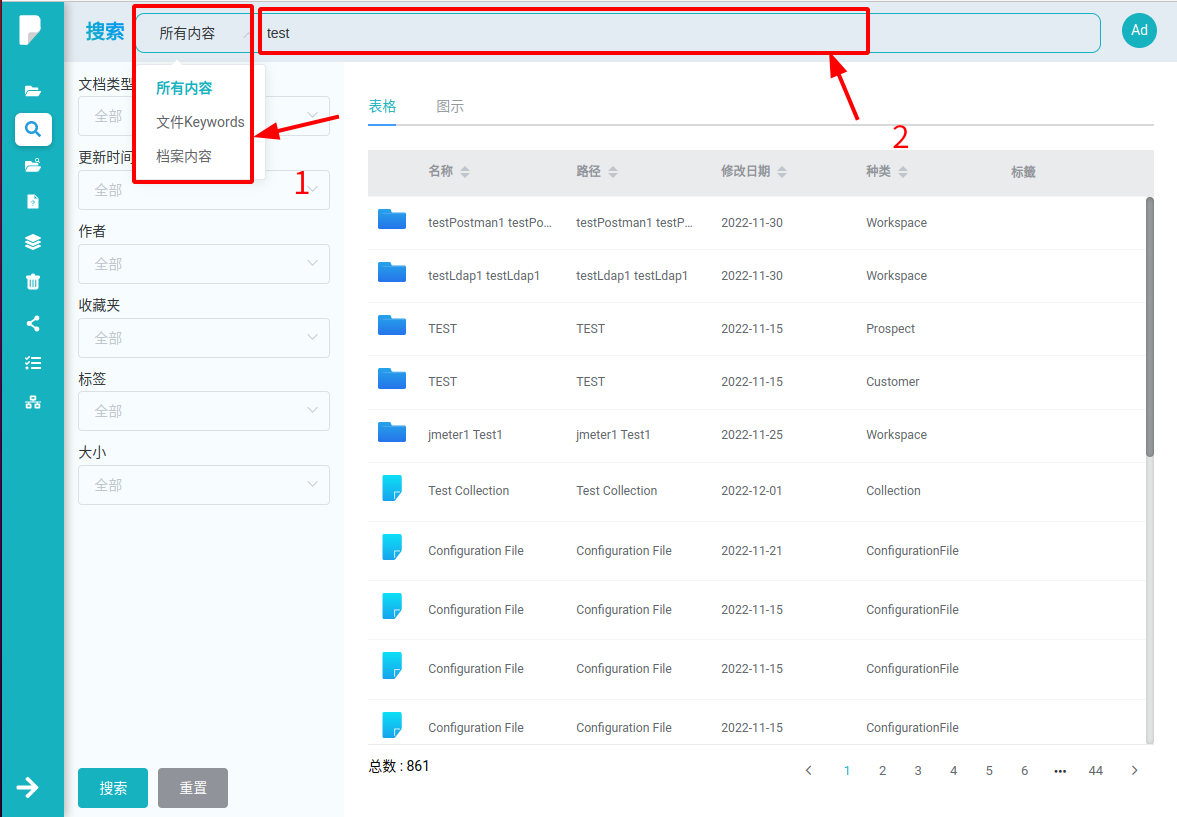 搜索
所有内容
test
Ad
所有内容
文件Keywords
档案内容
1
2
文档类型
全部
更新时间
全部
作者
全部
收藏夹
全部
标签
全部
大小
全部
搜索 重置
表格 图示
名称 路径 修改日期 种类 标籤
testPostman1 testPo... testPostman1 testP... 2022-11-30 Workspace
testLdap1 testLdap1 testLdap1 testLdap1 2022-11-30 Workspace
TEST TEST 2022-11-15 Prospect
TEST TEST 2022-11-15 Customer
jmeter1 Test1 jmeter1 Test1 2022-11-25 Workspace
Test Collection Test Collection 2022-12-01 Collection
Configuration File Configuration File 2022-11-21 ConfigurationFile
Configuration File Configuration File 2022-11-15 ConfigurationFile
Configuration File Configuration File 2022-11-15 ConfigurationFile
Configuration File Configuration File 2022-11-15 ConfigurationFile
总数 : 861
1 2 3 4 5 6 ••• 44